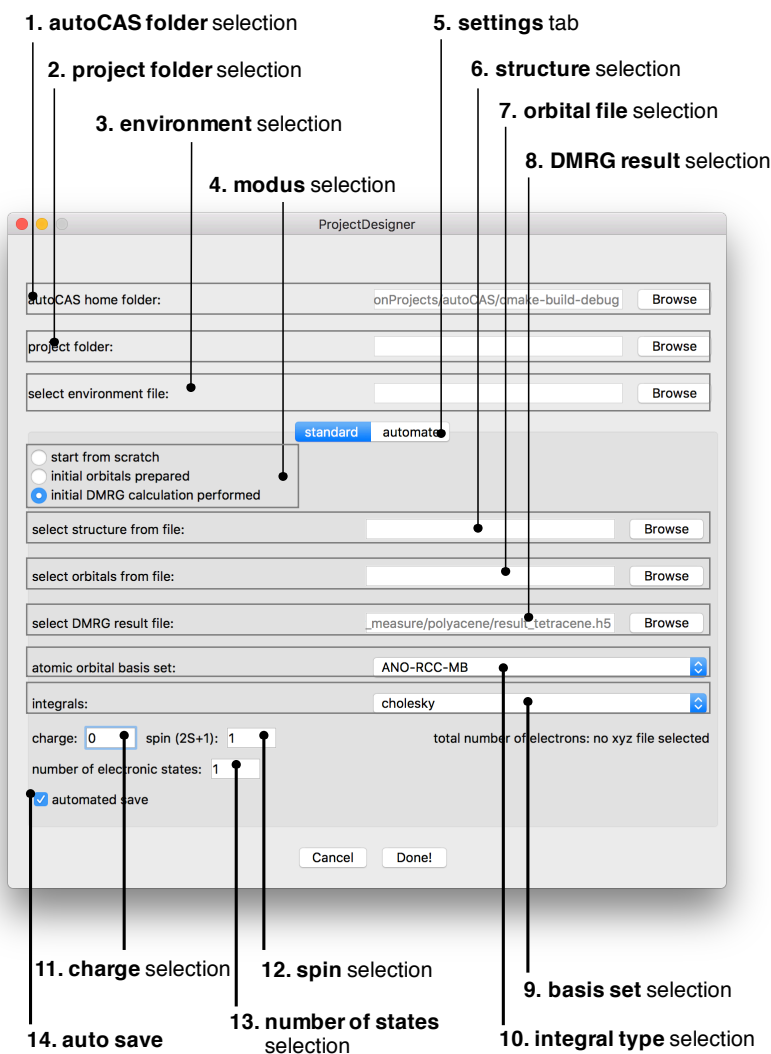 1. autoCAS folder selection
5. settings tab
2. project folder selection
6. structure selection
7. orbital file selection
3. environment selection
8. DMRG result selection
4. modus selection
ProjectDesigner
autoCAS home folder: onProjects/autoCAS/cmake-build-debug Browse
project folder: Browse
select environment file: Browse
standard automate
start from scratch
initial orbitals prepared
initial DMRG calculation performed
select structure from file: Browse
select orbitals from file: Browse
select DMRG result file: _measure/polyacene/result_tetracene.h5 Browse
atomic orbital basis set: ANO-RCC-MB
integrals: cholesky
charge: 0 spin (2S+1): 1 total number of electrons: no xyz file selected
number of electronic states: 1
automated save
Cancel Done!
11. charge selection
12. spin selection
9. basis set selection
13. number of states
selection
14. auto save
10. integral type selection